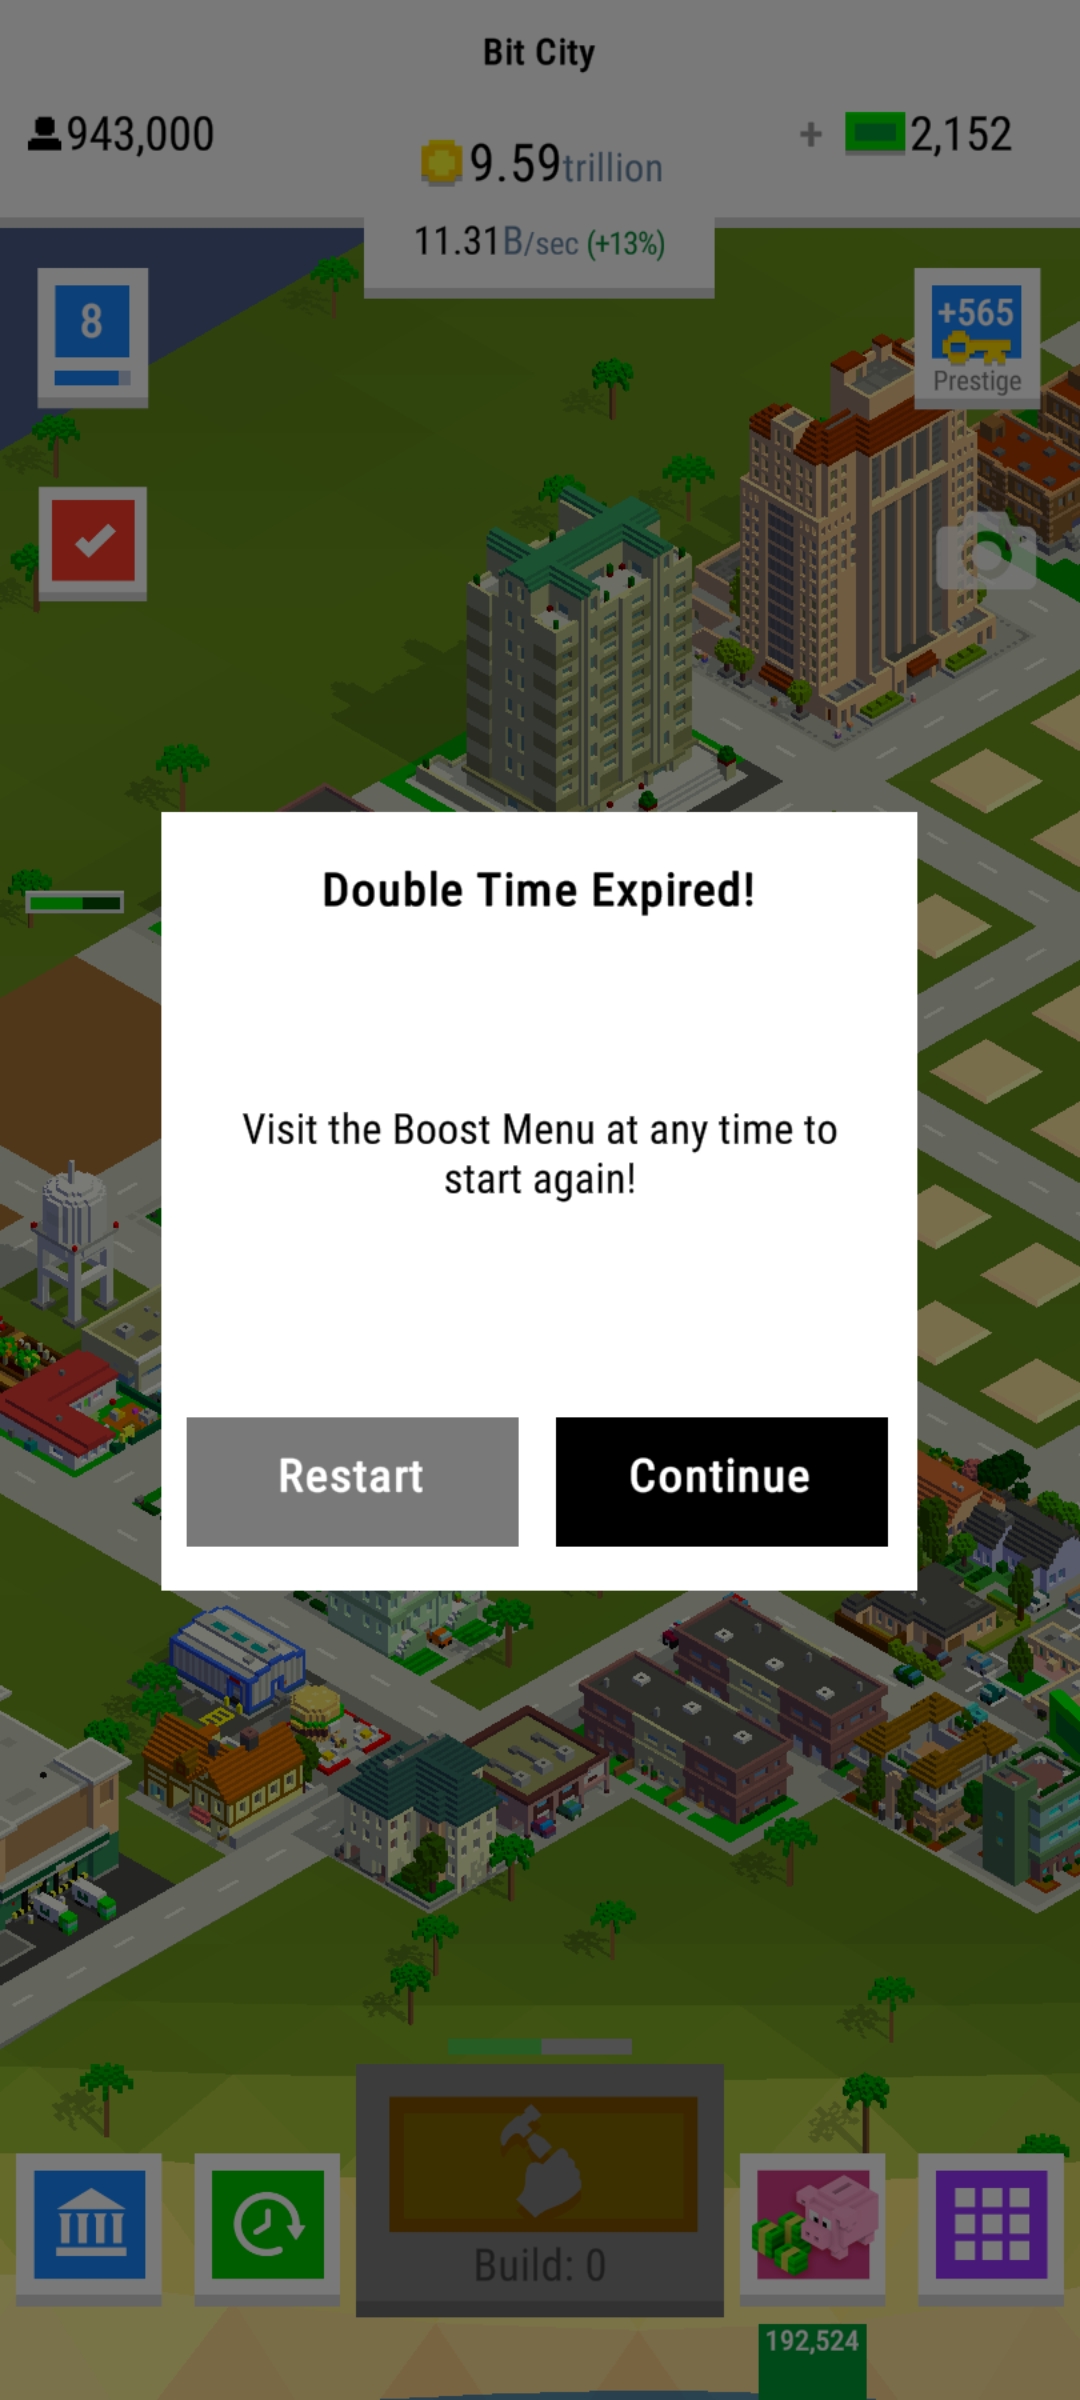 Bit City
943,000
9.59trillion
+ 2,152
11.31B/sec (+13%)
8
+565
Prestige
Double Time Expired!
Visit the Boost Menu at any time to
start again!
Restart
Continue
Build: 0
192,524